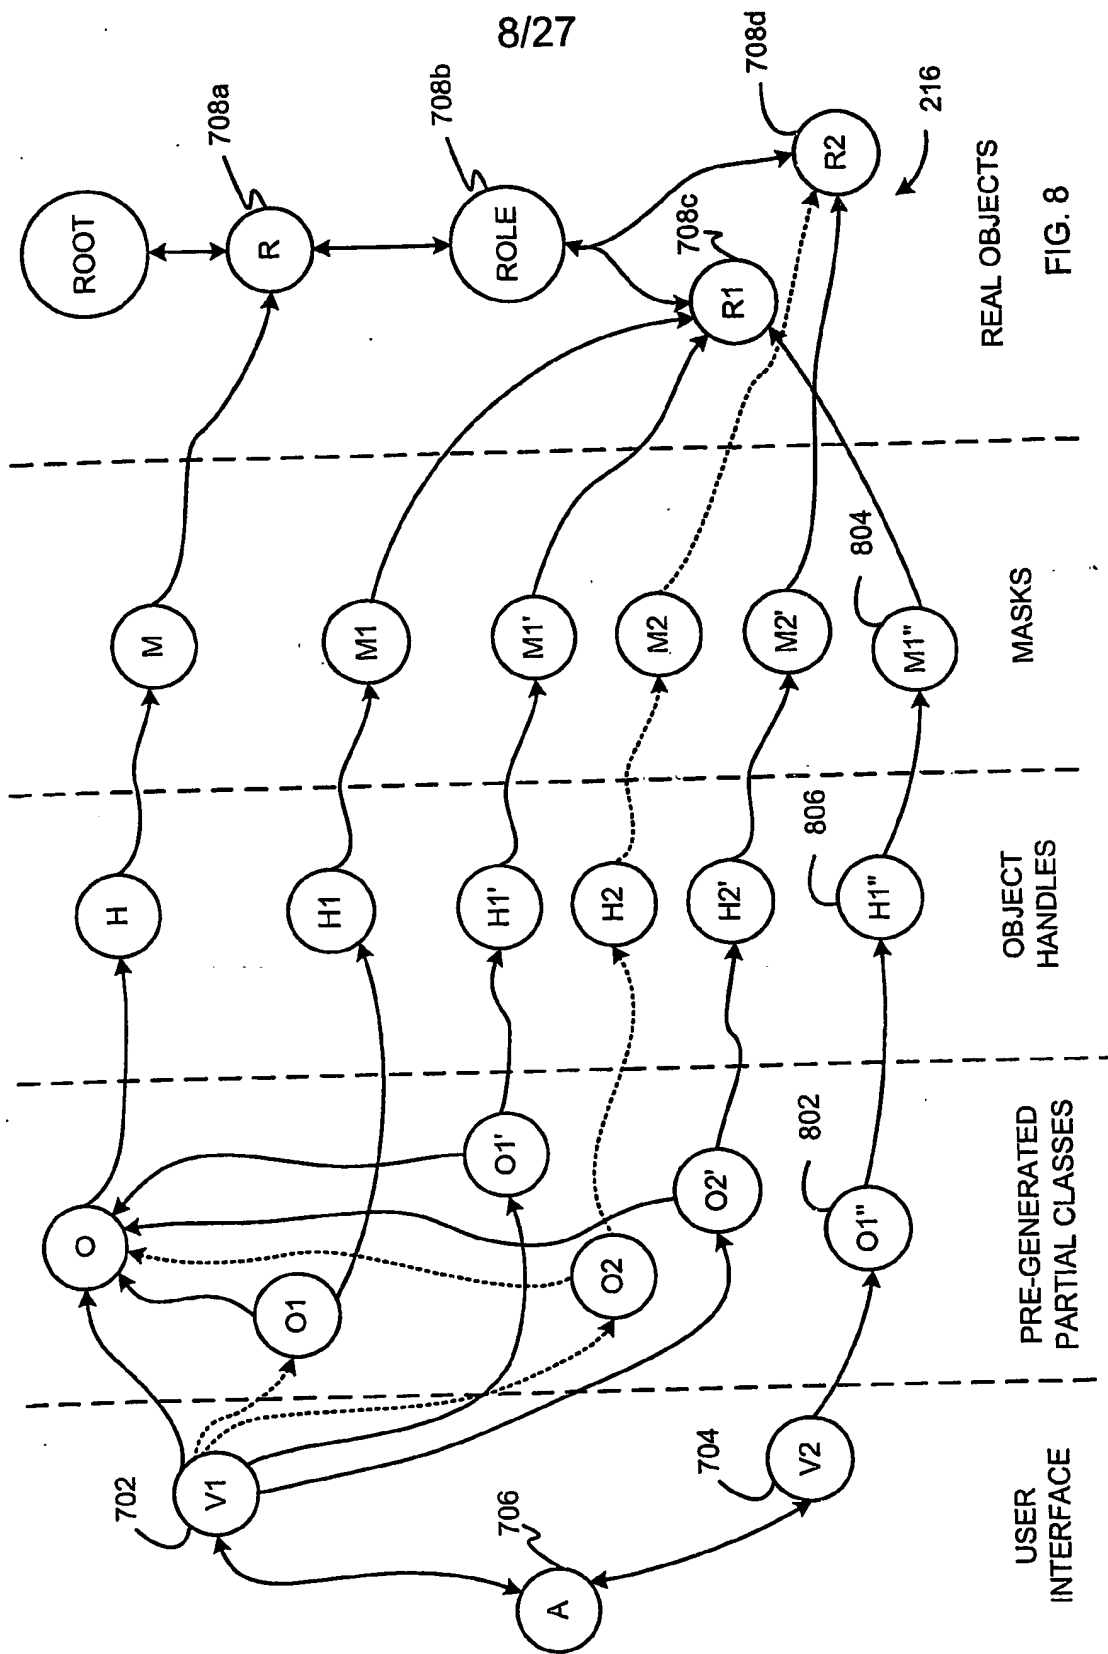 8/27
ROOT
708a
R
708b
ROLE
708c
R1
708d
R2
216
REAL OBJECTS
FIG. 8
M
M1
M1'
M2
M2'
804
M1"
MASKS
H
H1
H1'
H2
H2'
806
H1"
OBJECT
HANDLES
O
O1
O1'
O2
O2'
802
O1"
PRE-GENERATED
PARTIAL CLASSES
702
V1
706
A
704
V2
USER
INTERFACE